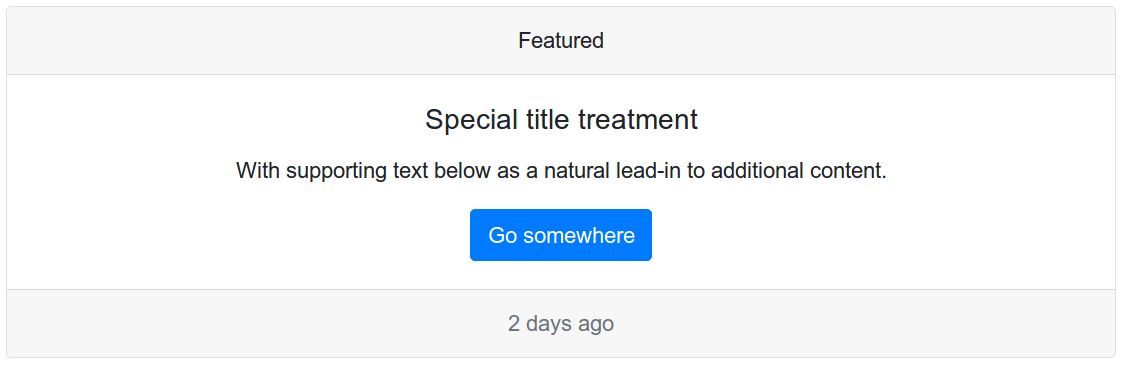 Featured
Special title treatment
With supporting text below as a natural lead-in to additional content.
Go somewhere
2 days ago